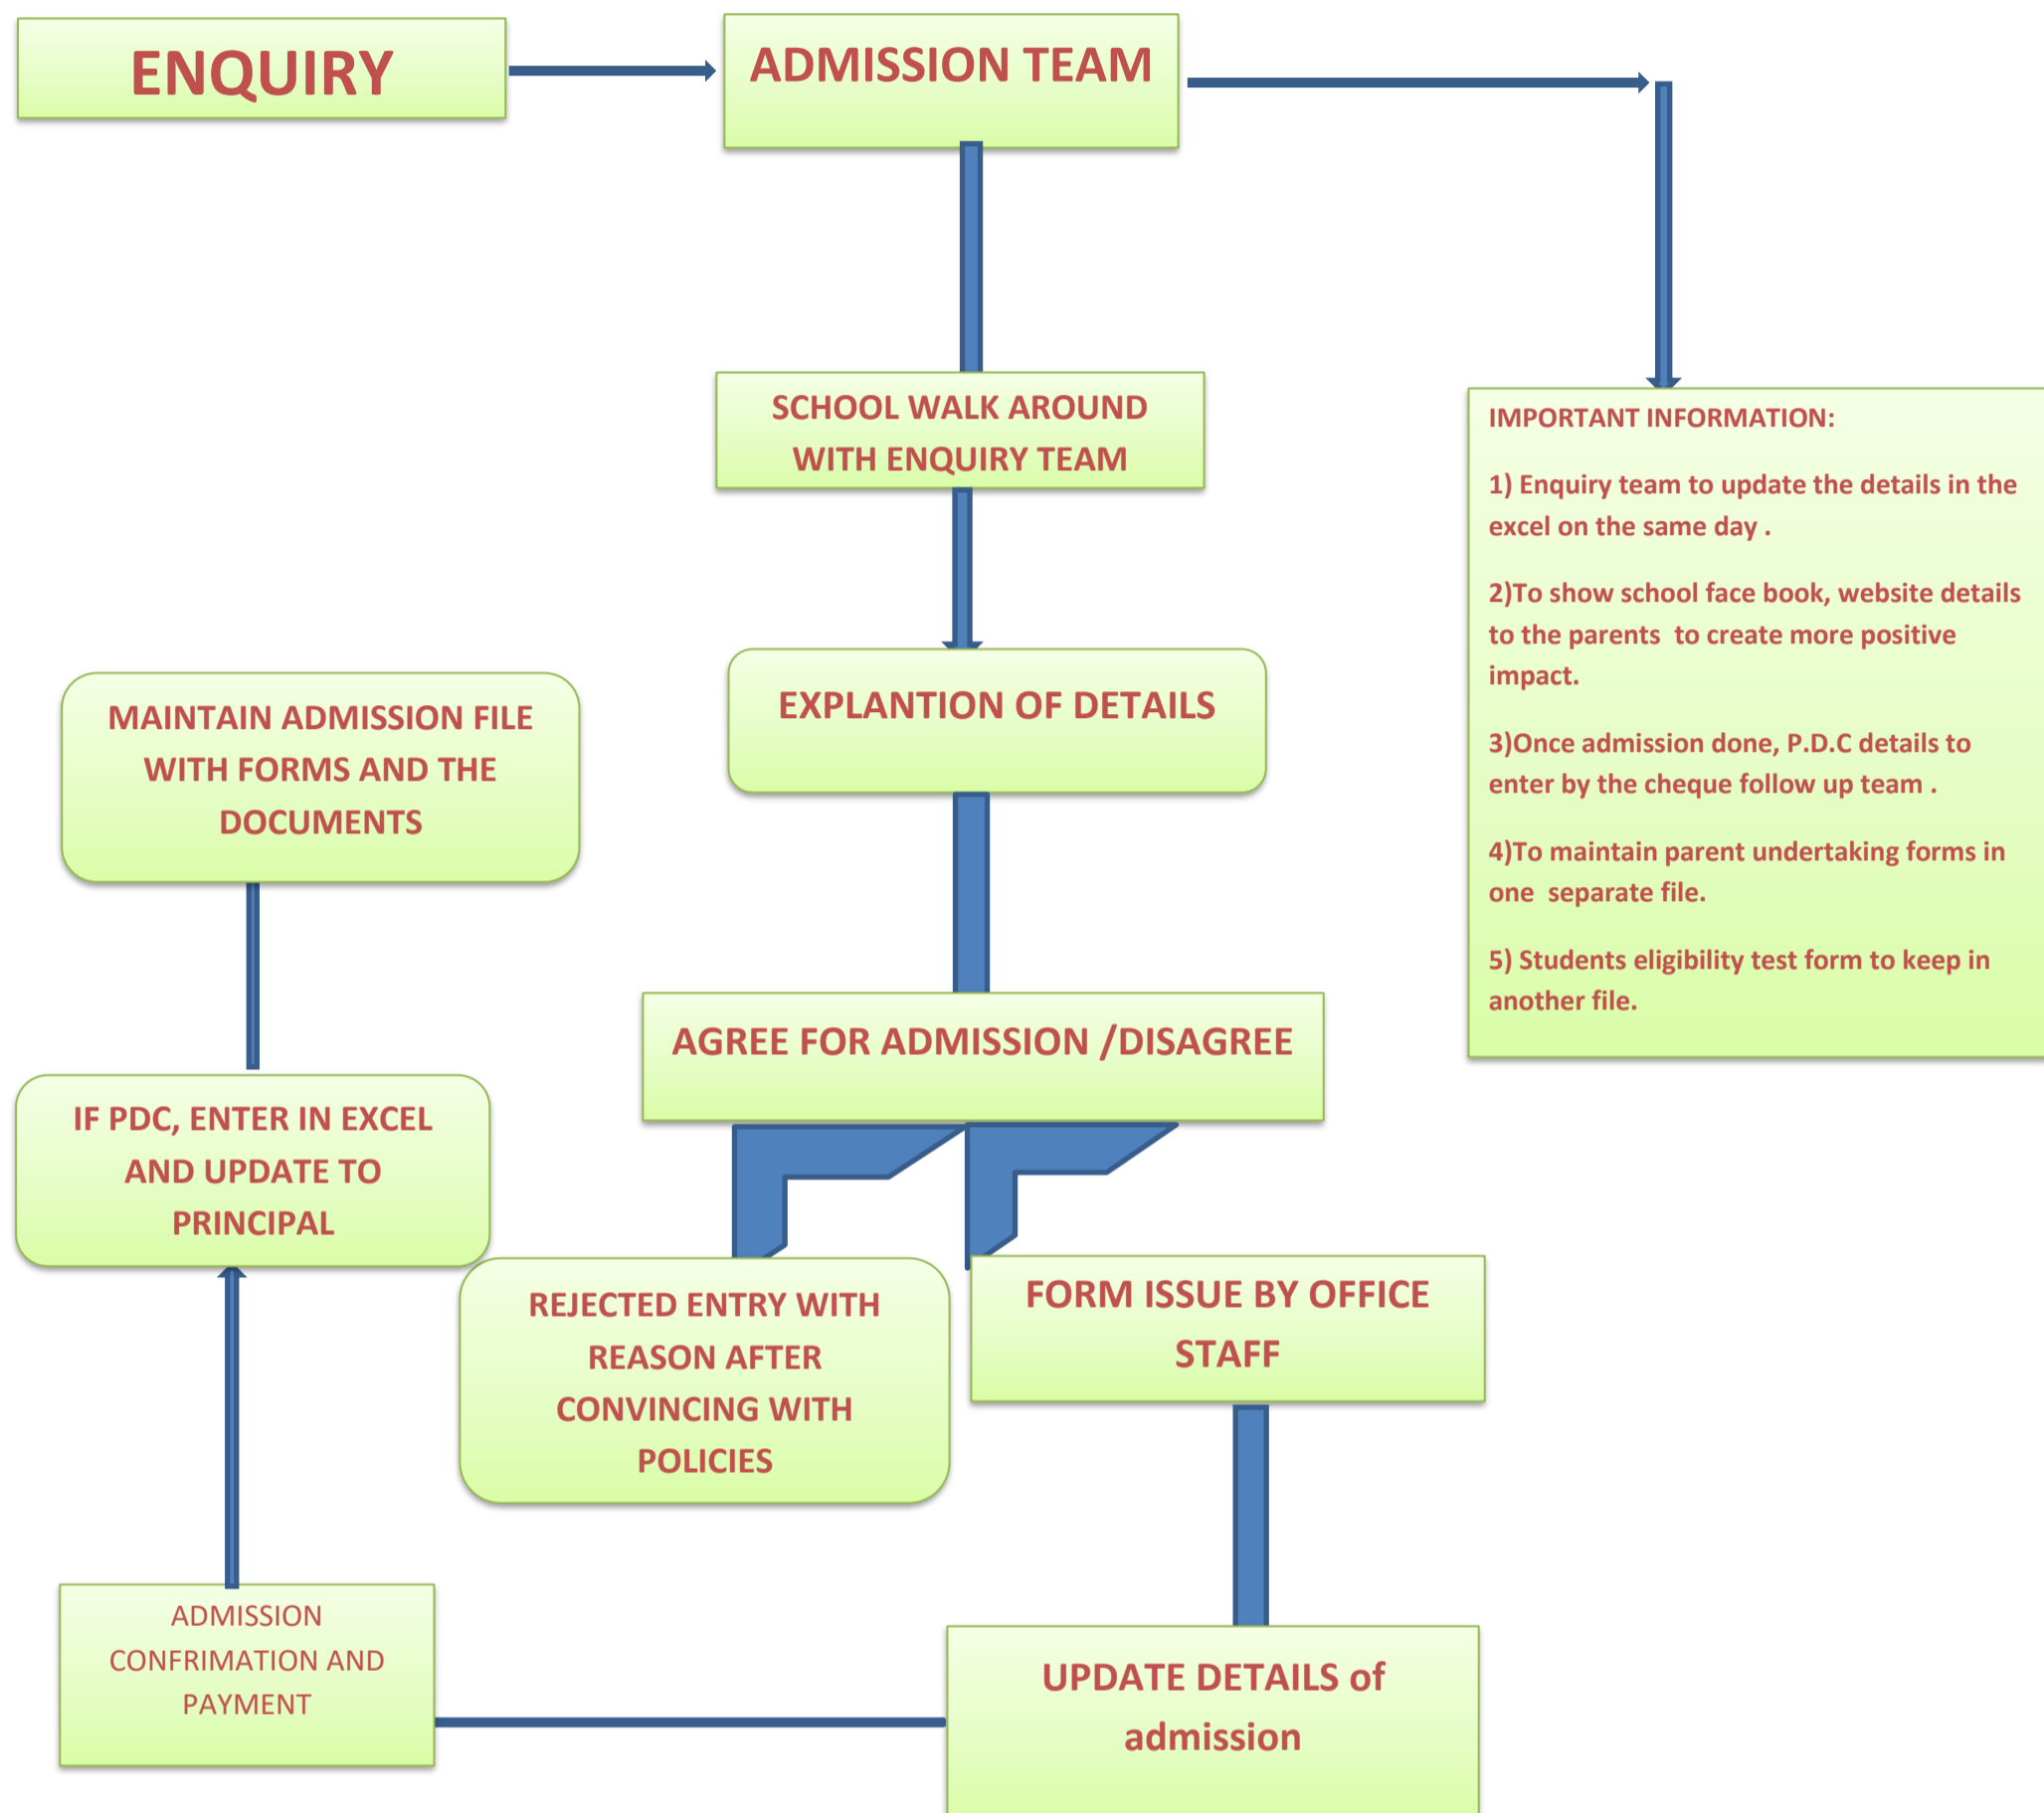 ENQUIRY
ADMISSION TEAM
SCHOOL WALK AROUND
WITH ENQUIRY TEAM
IMPORTANT INFORMATION:
1) Enquiry team to update the details in the
excel on the same day .
2)To show school face book, website details
to the parents  to create more positive
impact.
3)Once admission done, P.D.C details to
enter by the cheque follow up team .
4)To maintain parent undertaking forms in
one  separate file.
5) Students eligibility test form to keep in
another file.
EXPLANTION OF DETAILS
MAINTAIN ADMISSION FILE
WITH FORMS AND THE
DOCUMENTS
AGREE FOR ADMISSION /DISAGREE
IF PDC, ENTER IN EXCEL
AND UPDATE TO
PRINCIPAL
REJECTED ENTRY WITH
REASON AFTER
CONVINCING WITH
POLICIES
FORM ISSUE BY OFFICE
STAFF
ADMISSION
CONFRIMATION AND
PAYMENT
UPDATE DETAILS of
admission